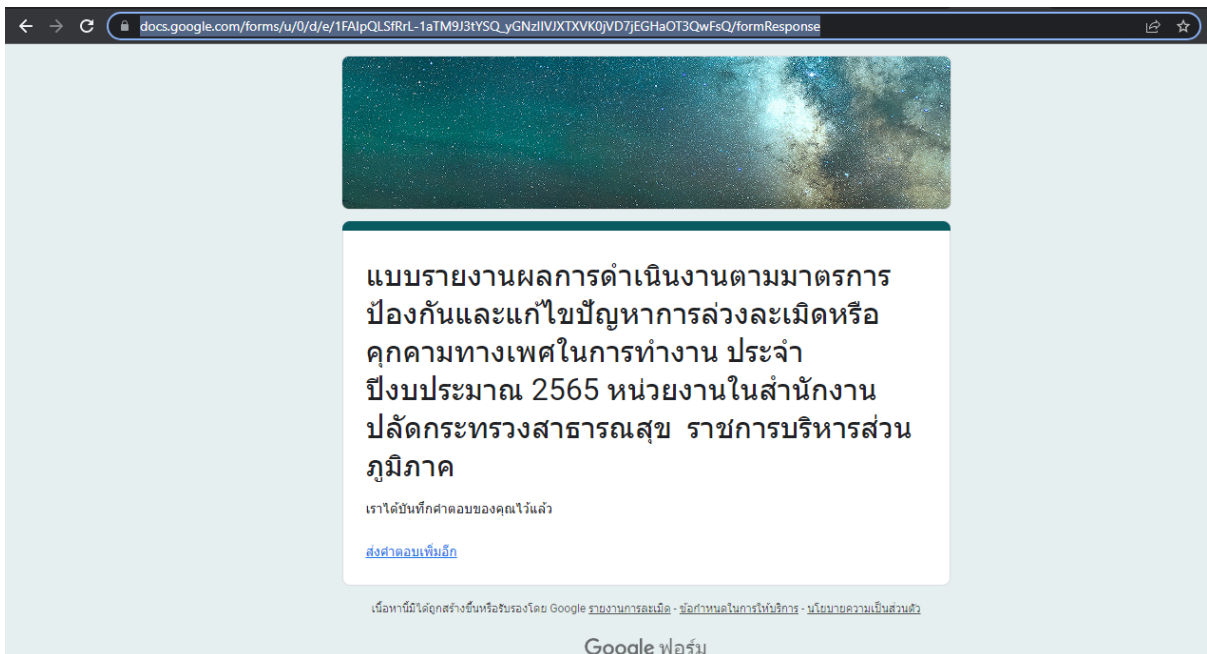 docs.google.com/forms/u/0/d/e/1FAIpQLSfRrL-1aTM9J3tYSQ_yGNzIIVJXTXVK0jVD7jEGHaOT3QwFsQ/formResponse
แบบรายงานผลการดำเนินงานตามมาตรการ
ป้องกันและแก้ไขปัญหาการล่วงละเมิดหรือ
คุกคามทางเพศในการทำงาน ประจำ
ปีงบประมาณ 2565 หน่วยงานในสำนักงาน
ปลัดกระทรวงสาธารณสุข ราชการบริหารส่วน
ภูมิภาค
เราได้บันทึกคำตอบของคุณไว้แล้ว
ส่งคำตอบเพิ่มอีก
เนื้อหานี้มิได้ถูกสร้างขึ้นหรือรับรองโดย Google รายงานการละเมิด - ข้อกำหนดในการให้บริการ - นโยบายความเป็นส่วนตัว
Google ฟอร์ม